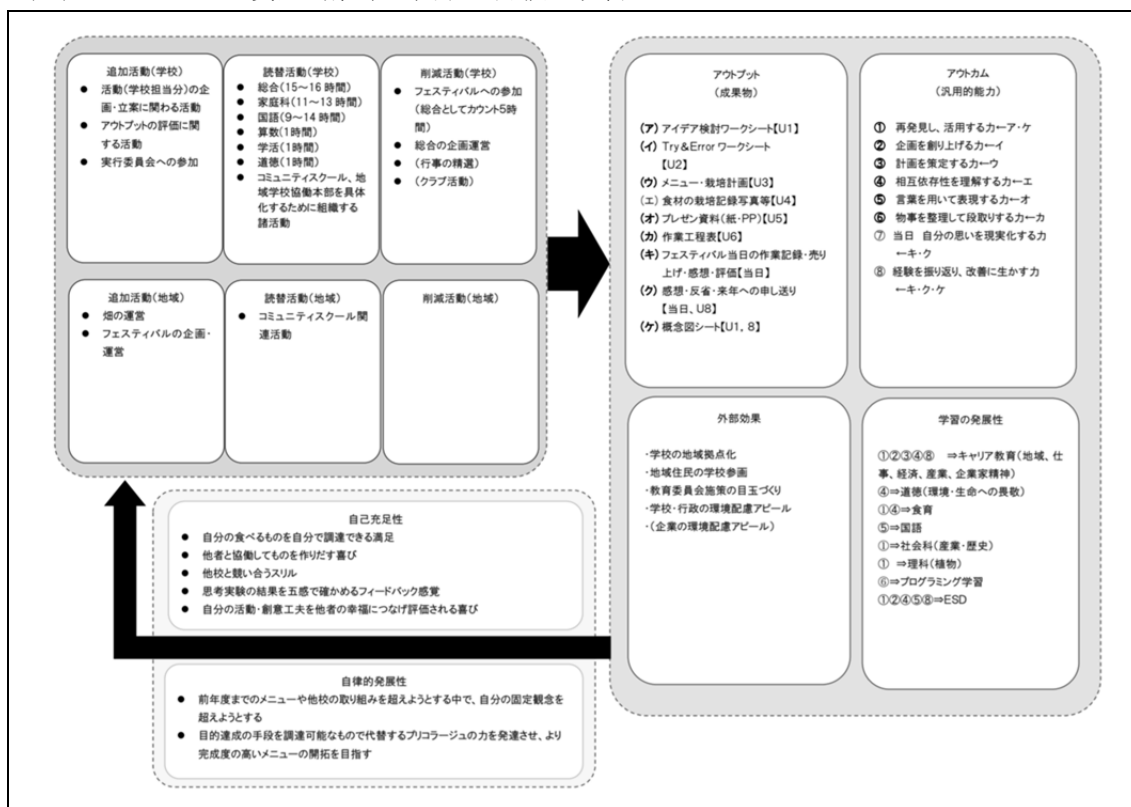 追加活動(学校)
● 活動(学校担当分)の企
画・立案に関わる活動
● アウトプットの評価に関
する活動
● 実行委員会への参加
読替活動(学校)
● 総合(15～16時間)
● 家庭科(11～13時間)
● 国語(9～14時間)
● 算数(1時間)
● 学活(1時間)
● 道徳(1時間)
● コミュニティスクール、地
域学校協働本部を具体
化するために組織する
諸活動
削減活動(学校)
● フェスティバルへの参加
(総合としてカウント5時
間)
● 総合の企画運営
● (行事の精選)
● (クラブ活動)
追加活動(地域)
● 畑の運営
● フェスティバルの企画・
運営
読替活動(地域)
● コミュニティスクール関
連活動
削減活動(地域)
アウトプット
(成果物)
(ア) アイデア検討ワークシート【U1】
(イ) Try&Errorワークシート
【U2】
(ウ) メニュー・栽培計画【U3】
(エ) 食材の栽培記録写真等【U4】
(オ) プレゼン資料(紙・PP)【U5】
(カ) 作業工程表【U6】
(キ) フェスティバル当日の作業記録・売り
上げ・感想・評価【当日】
(ク) 感想・反省・来年への申し送り
【当日、U8】
(ケ) 概念図シート【U1, 8】
アウトカム
(汎用的能力)
① 再発見し、活用する力ーア・ケ
② 企画を創り上げる力ーイ
③ 計画を策定する力ーウ
④ 相互依存性を理解する力ーエ
⑤ 言葉を用いて表現する力ーオ
⑥ 物事を整理して段取りする力ーカ
⑦ 当日 自分の思いを現実化する力
ーキ・ク
⑧ 経験を振り返り、改善に生かす力
ーキ・ク・ケ
外部効果
・学校の地域拠点化
・地域住民の学校参画
・教育委員会施策の目玉づくり
・学校・行政の環境配慮アピール
・(企業の環境配慮アピール)
学習の発展性
①②③④⑧ ⇒キャリア教育(地域、仕
事、経済、産業、企業家精神)
④⇒道徳(環境・生命への畏敬)
①④⇒食育
⑤⇒国語
①⇒社会科(産業・歴史)
① ⇒理科(植物)
⑥⇒プログラミング学習
①②④⑤⑧⇒ESD
自己充足性
● 自分の食べるものを自分で調達できる満足
● 他者と協働してものを作りだす喜び
● 他校と競い合うスリル
● 思考実験の結果を五感で確かめるフィードバック感覚
● 自分の活動・創意工夫を他者の幸福につなげ評価される喜び
自律的発展性
● 前年度までのメニューや他校の取り組みを超えようとする中で、自分の固定観念を
超えようとする
● 目的達成の手段を調達可能なもので代替するブリコラージュの力を発達させ、より
完成度の高いメニューの開拓を目指す